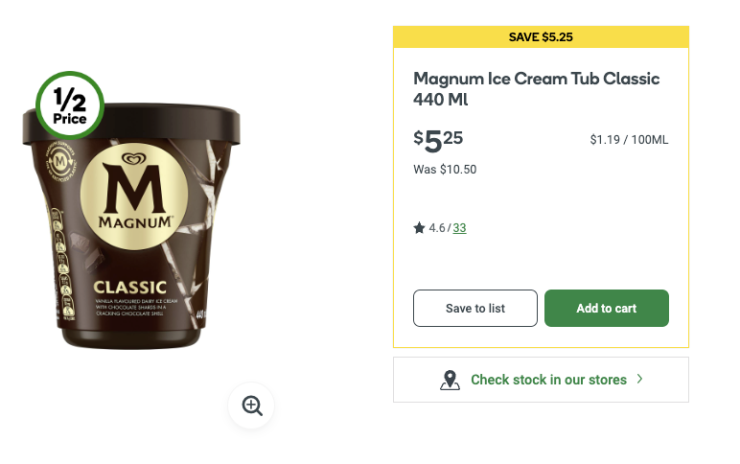 SAVE $5.25
1/2
Price
Magnum Ice Cream Tub Classic
440 Ml
$5 25
$1.19 / 100ML
Was $10.50
M
M
MAGNUM
4.6/33
CLASSIC
VANILLA FLAVOURED DAIRY ICE CREAM
WITH CHOCOLATE SHARDS IN A
CRACKING CHOCOLATE SHELL
Save to list
Add to cart
Check stock in our stores